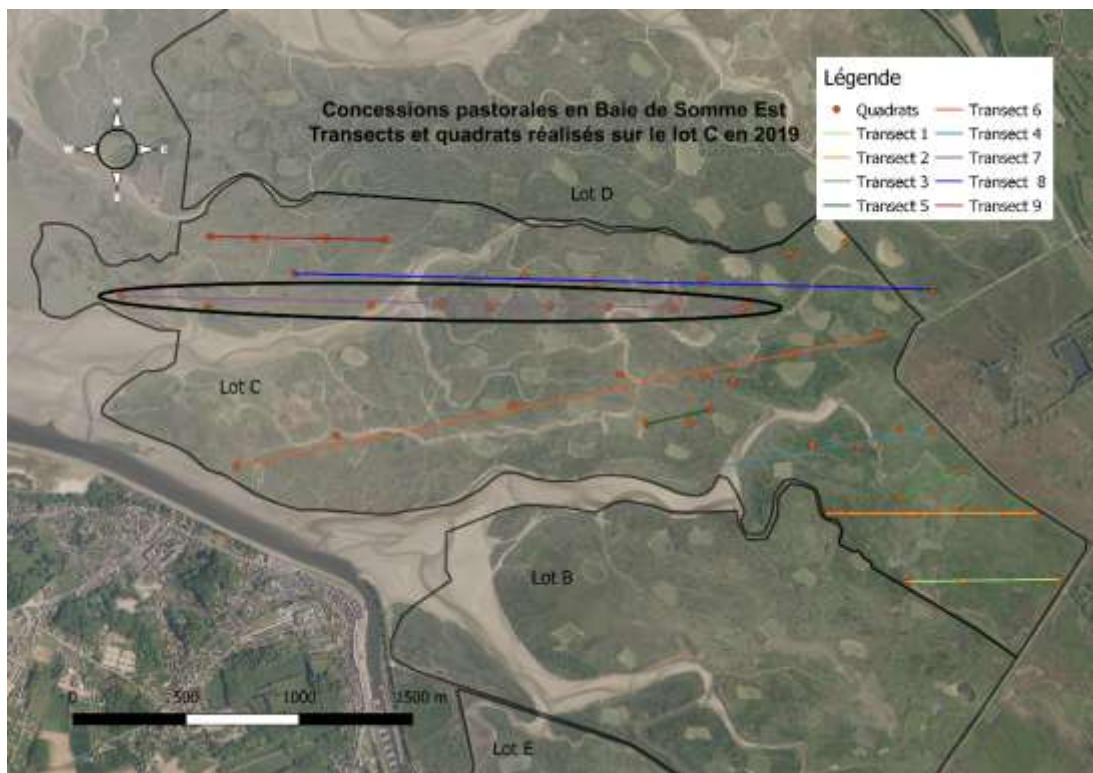 Concessions pastorales en Baie de Somme Est
Transects et quadrats réalisés sur le lot C en 2019
Légende
Quadrats
Transect 1
Transect 2
Transect 3
Transect 5
Transect 6
Transect 4
Transect 7
Transect 8
Transect 9
N
W
E
Lot D
Lot C
Lot B
Lot E
0 500 1000 1500 m